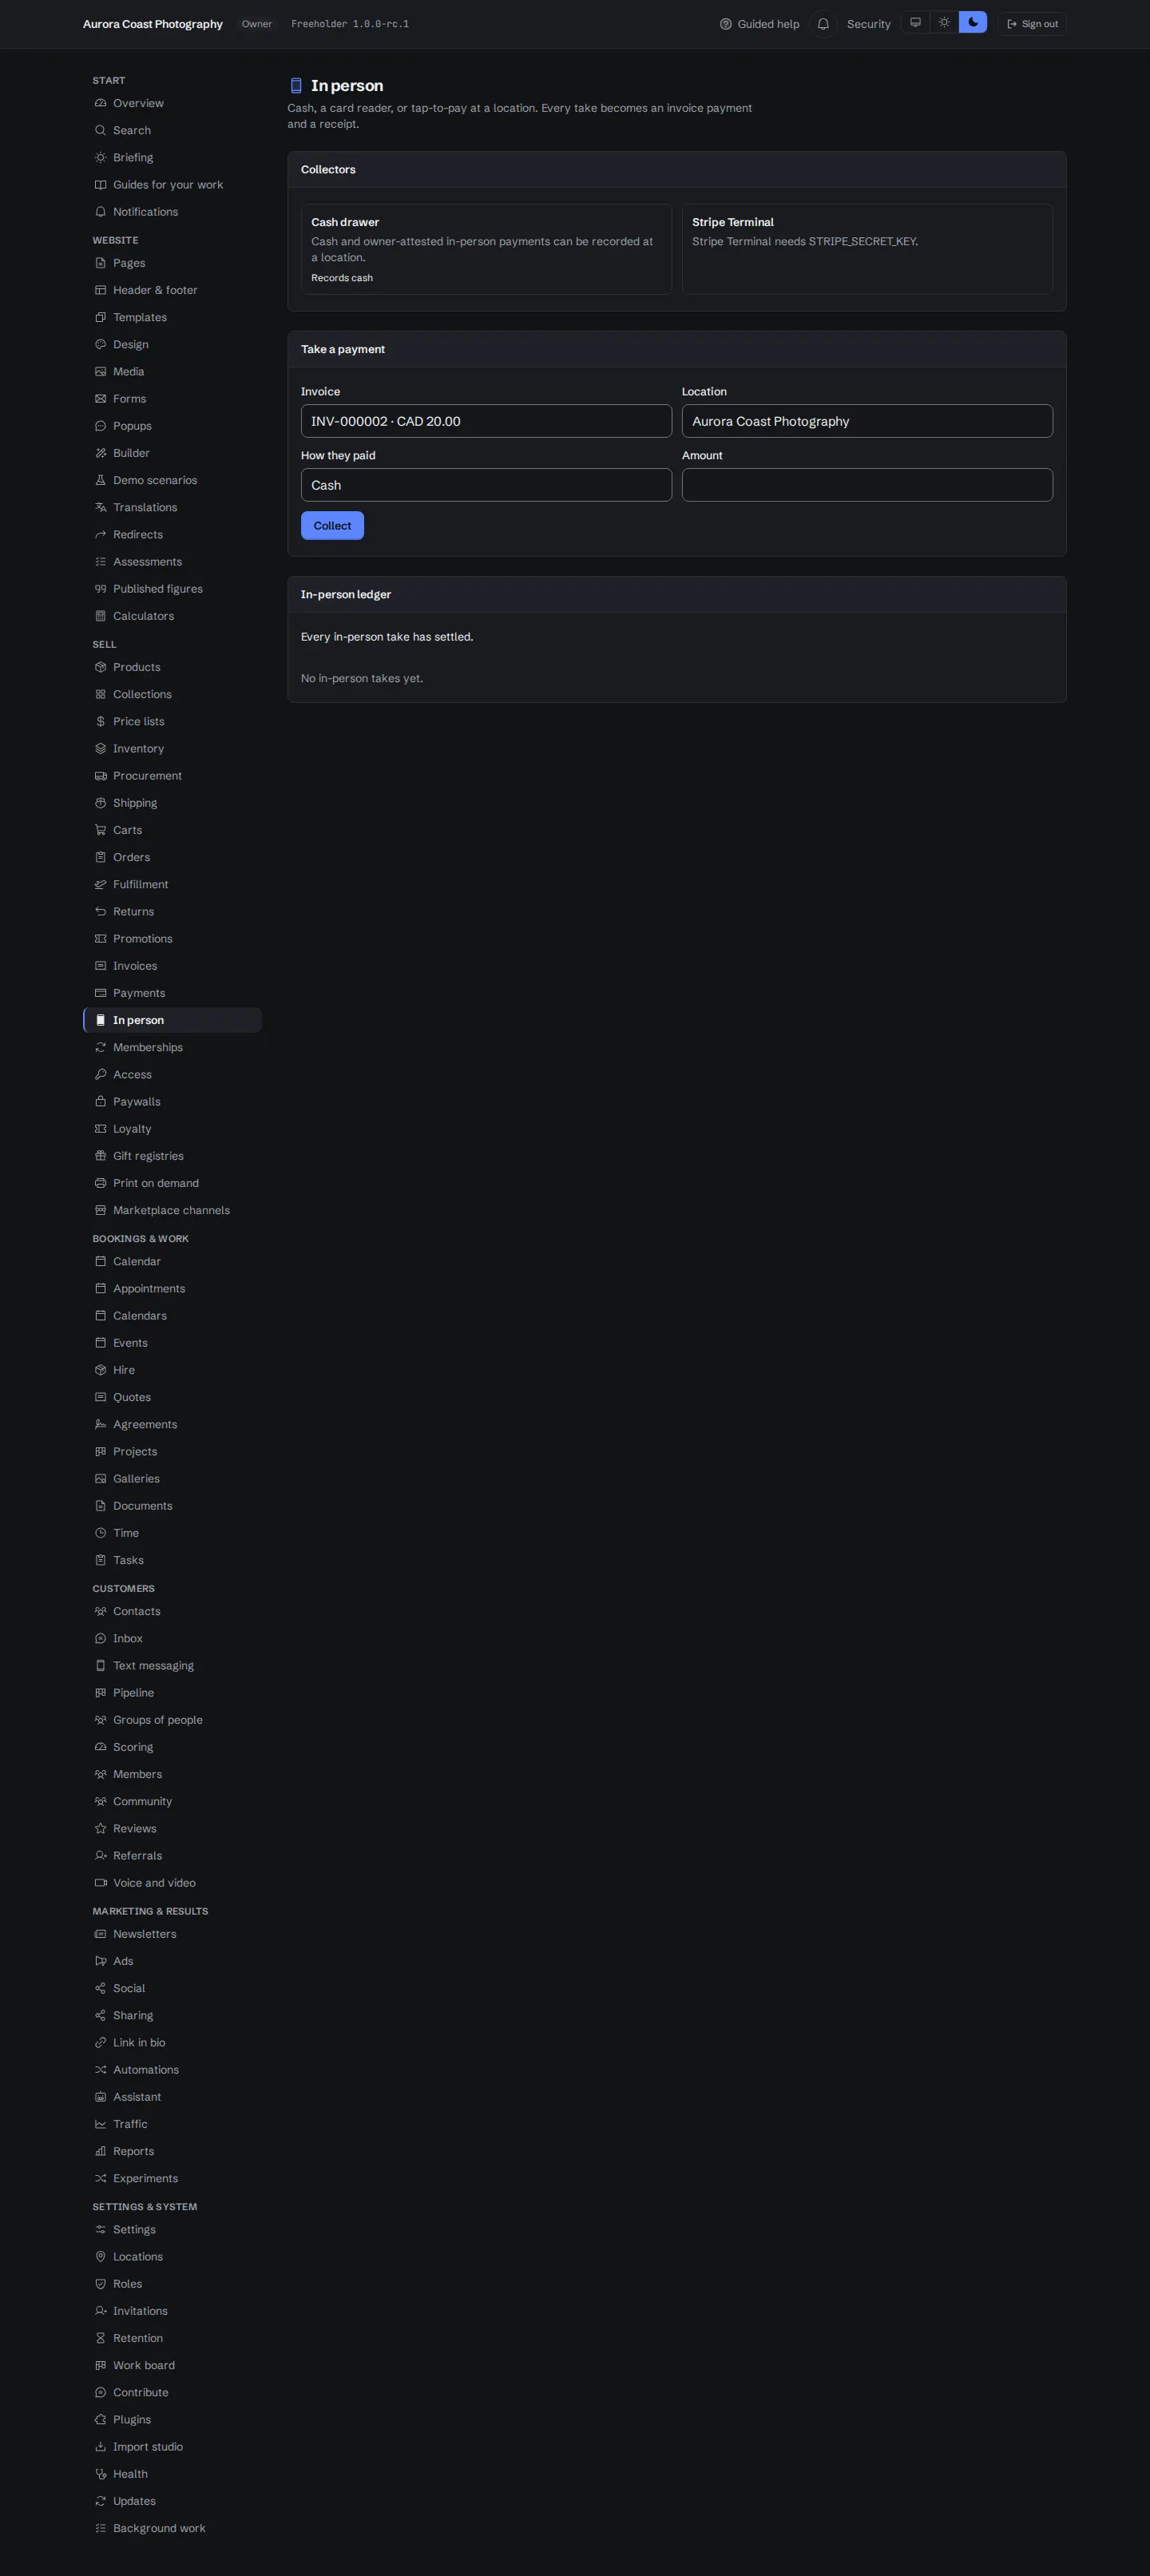 Aurora Coast Photography
Owner
Freeholder 1.0.0-rc.1
Guided help
Security
Sign out
START
Overview
Search
Briefing
Guides for your work
Notifications
WEBSITE
Pages
Header & footer
Templates
Design
Media
Forms
Popups
Builder
Demo scenarios
Translations
Redirects
Assessments
Published figures
Calculators
SELL
Products
Collections
Price lists
Inventory
Procurement
Shipping
Carts
Orders
Fulfillment
Returns
Promotions
Invoices
Payments
In person
Memberships
Access
Paywalls
Loyalty
Gift registries
Print on demand
Marketplace channels
BOOKINGS & WORK
Calendar
Appointments
Calendars
Events
Hire
Quotes
Agreements
Projects
Galleries
Documents
Time
Tasks
CUSTOMERS
Contacts
Inbox
Text messaging
Pipeline
Groups of people
Scoring
Members
Community
Reviews
Referrals
Voice and video
MARKETING & RESULTS
Newsletters
Ads
Social
Sharing
Link in bio
Automations
Assistant
Traffic
Reports
Experiments
SETTINGS & SYSTEM
Settings
Locations
Roles
Invitations
Retention
Work board
Contribute
Plugins
Import studio
Health
Updates
Background work
In person
Cash, a card reader, or tap-to-pay at a location. Every take becomes an invoice payment
and a receipt.
Collectors
Cash drawer
Cash and owner-attested in-person payments can be recorded at
a location.
Records cash
Stripe Terminal
Stripe Terminal needs STRIPE_SECRET_KEY.
Take a payment
Invoice
INV-000002 · CAD 20.00
Location
Aurora Coast Photography
How they paid
Cash
Amount
Collect
In-person ledger
Every in-person take has settled.
No in-person takes yet.